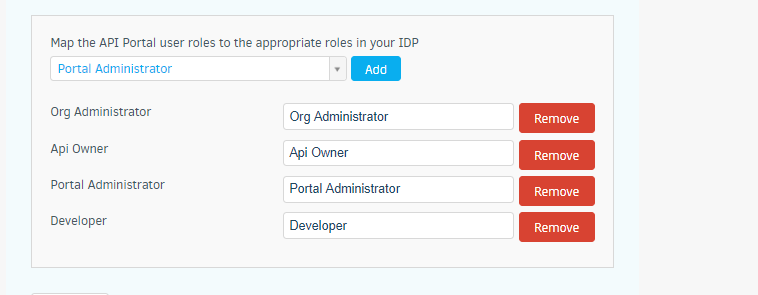 Map the API Portal user roles to the appropriate roles in your IDP
Portal Administrator Add
Org Administrator Org Administrator Remove
Api Owner Api Owner Remove
Portal Administrator Portal Administrator Remove
Developer Developer Remove